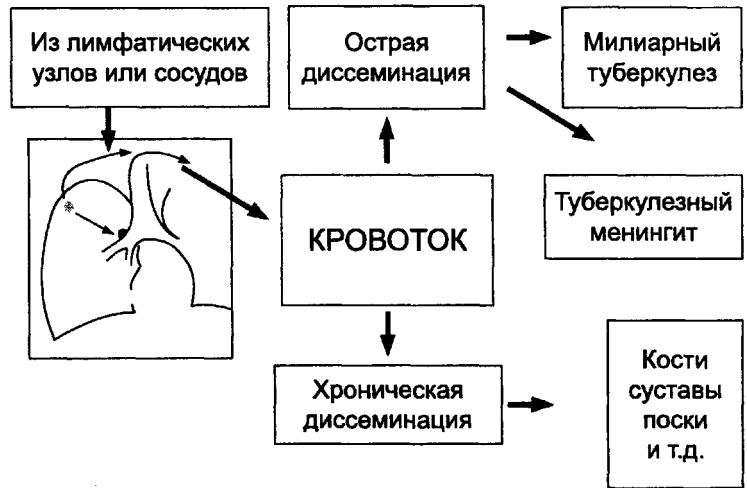 Из лимфатических
узлов или сосудов
Острая
диссеминация
Милиарный
туберкулез
Туберкулезный
менингит
КРОВОТОК
Хроническая
диссеминация
Кости
суставы
поски
и т.д.